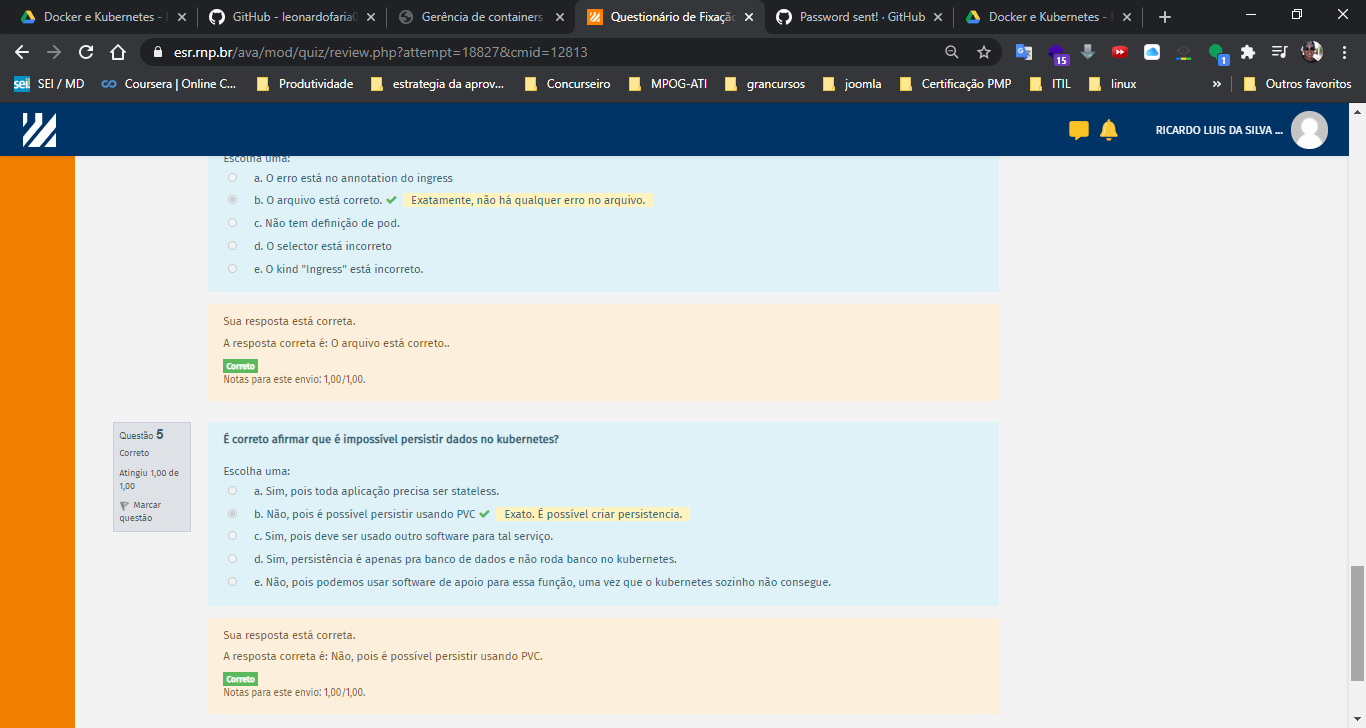 Docker e Kubernetes -
GitHub - leonardofaria
Gerência de containers
Questionário de Fixaçã
Password sent! · GitHub
Docker e Kubernetes -
esr.rnp.br/ava/mod/quiz/review.php?attempt=18827&cmid=12813
15
1
sei SEI / MD
Coursera | Online C...
Produtividade
estrategia da aprov...
Concurseiro
MPOG-ATI
grancursos
joomla
Certificação PMP
ITIL
linux
»
Outros favoritos
RICARDO LUIS DA SILVA ...
Escolha uma:
a. O erro está no annotation do ingress
b. O arquivo está correto. Exatamente, não há qualquer erro no arquivo.
c. Não tem definição de pod.
d. O selector está incorreto
e. O kind "Ingress" está incorreto.
Sua resposta está correta.
A resposta correta é: O arquivo está correto..
Correto
Notas para este envio: 1,00/1,00.
Questão 5
Correto
Atingiu 1,00 de
1,00
Marcar
questão
É correto afirmar que é impossível persistir dados no kubernetes?
Escolha uma:
a. Sim, pois toda aplicação precisa ser stateless.
b. Não, pois é possível persistir usando PVC Exato. É possível criar persistencia.
c. Sim, pois deve ser usado outro software para tal serviço.
d. Sim, persistência é apenas pra banco de dados e não roda banco no kubernetes.
e. Não, pois podemos usar software de apoio para essa função, uma vez que o kubernetes sozinho não consegue.
Sua resposta está correta.
A resposta correta é: Não, pois é possível persistir usando PVC.
Correto
Notas para este envio: 1,00/1,00.